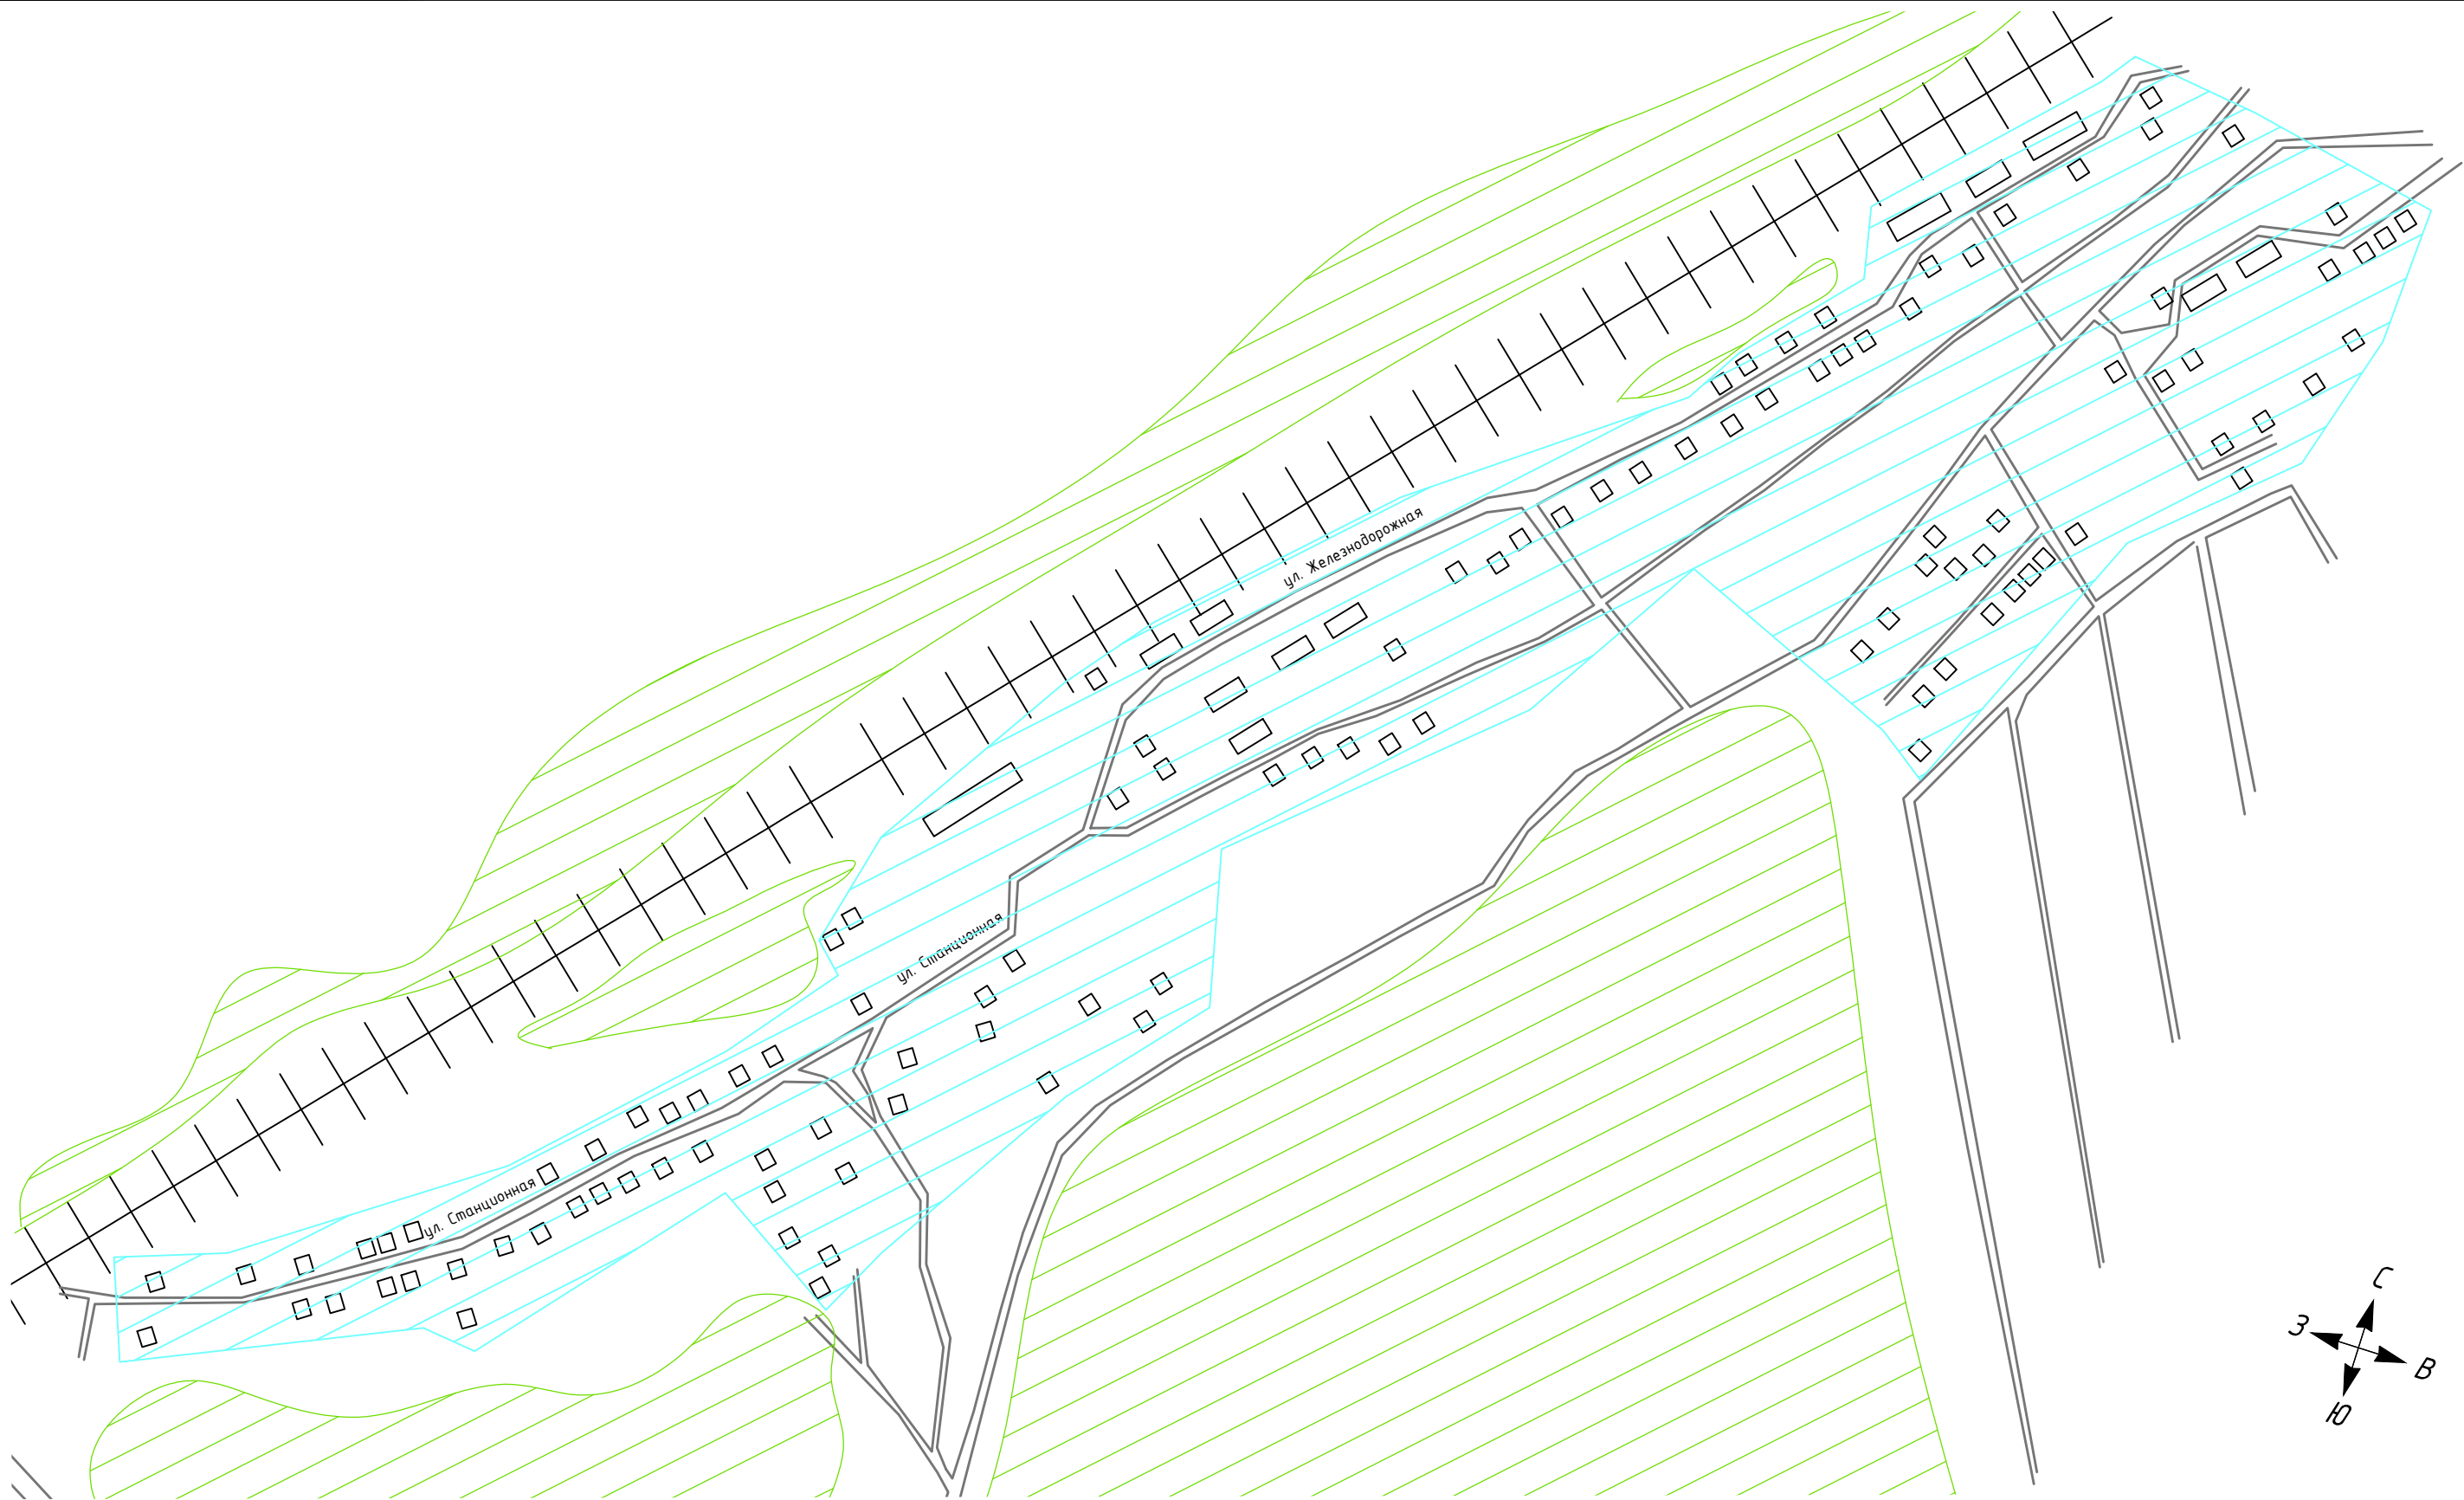 ул. Железнодорожная
ул. Станционная
ул. Станционная
С
З
В
Ю